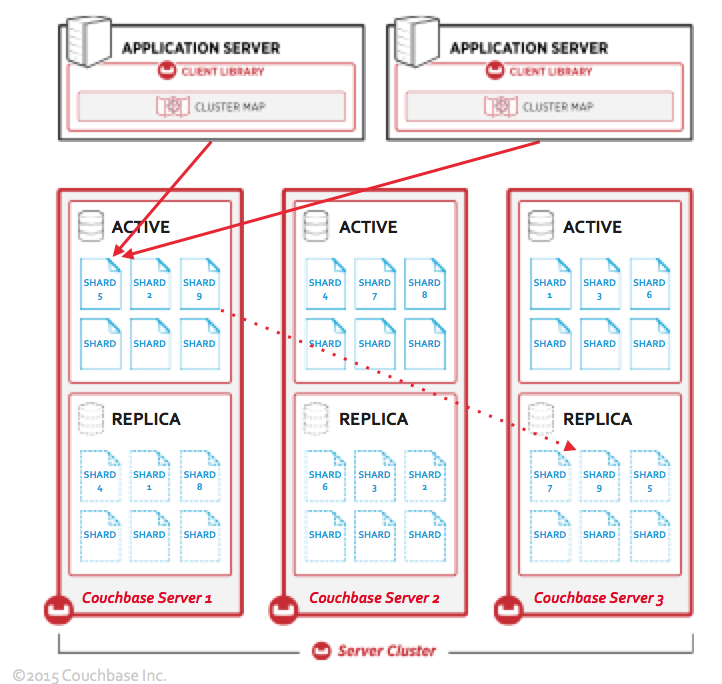 APPLICATION SERVER
CLIENT LIBRARY
CLUSTER MAP
APPLICATION SERVER
CLIENT LIBRARY
CLUSTER MAP
ACTIVE
SHARD 5
SHARD 2
SHARD 9
SHARD
SHARD
SHARD
REPLICA
SHARD 4
SHARD 1
SHARD 8
SHARD
SHARD
SHARD
Couchbase Server 1
ACTIVE
SHARD 4
SHARD 7
SHARD 8
SHARD
SHARD
SHARD
REPLICA
SHARD 6
SHARD 3
SHARD 2
SHARD
SHARD
SHARD
Couchbase Server 2
ACTIVE
SHARD 1
SHARD 3
SHARD 6
SHARD
SHARD
SHARD
REPLICA
SHARD 7
SHARD 9
SHARD 5
SHARD
SHARD
SHARD
Couchbase Server 3
Server Cluster
©2015 Couchbase Inc.